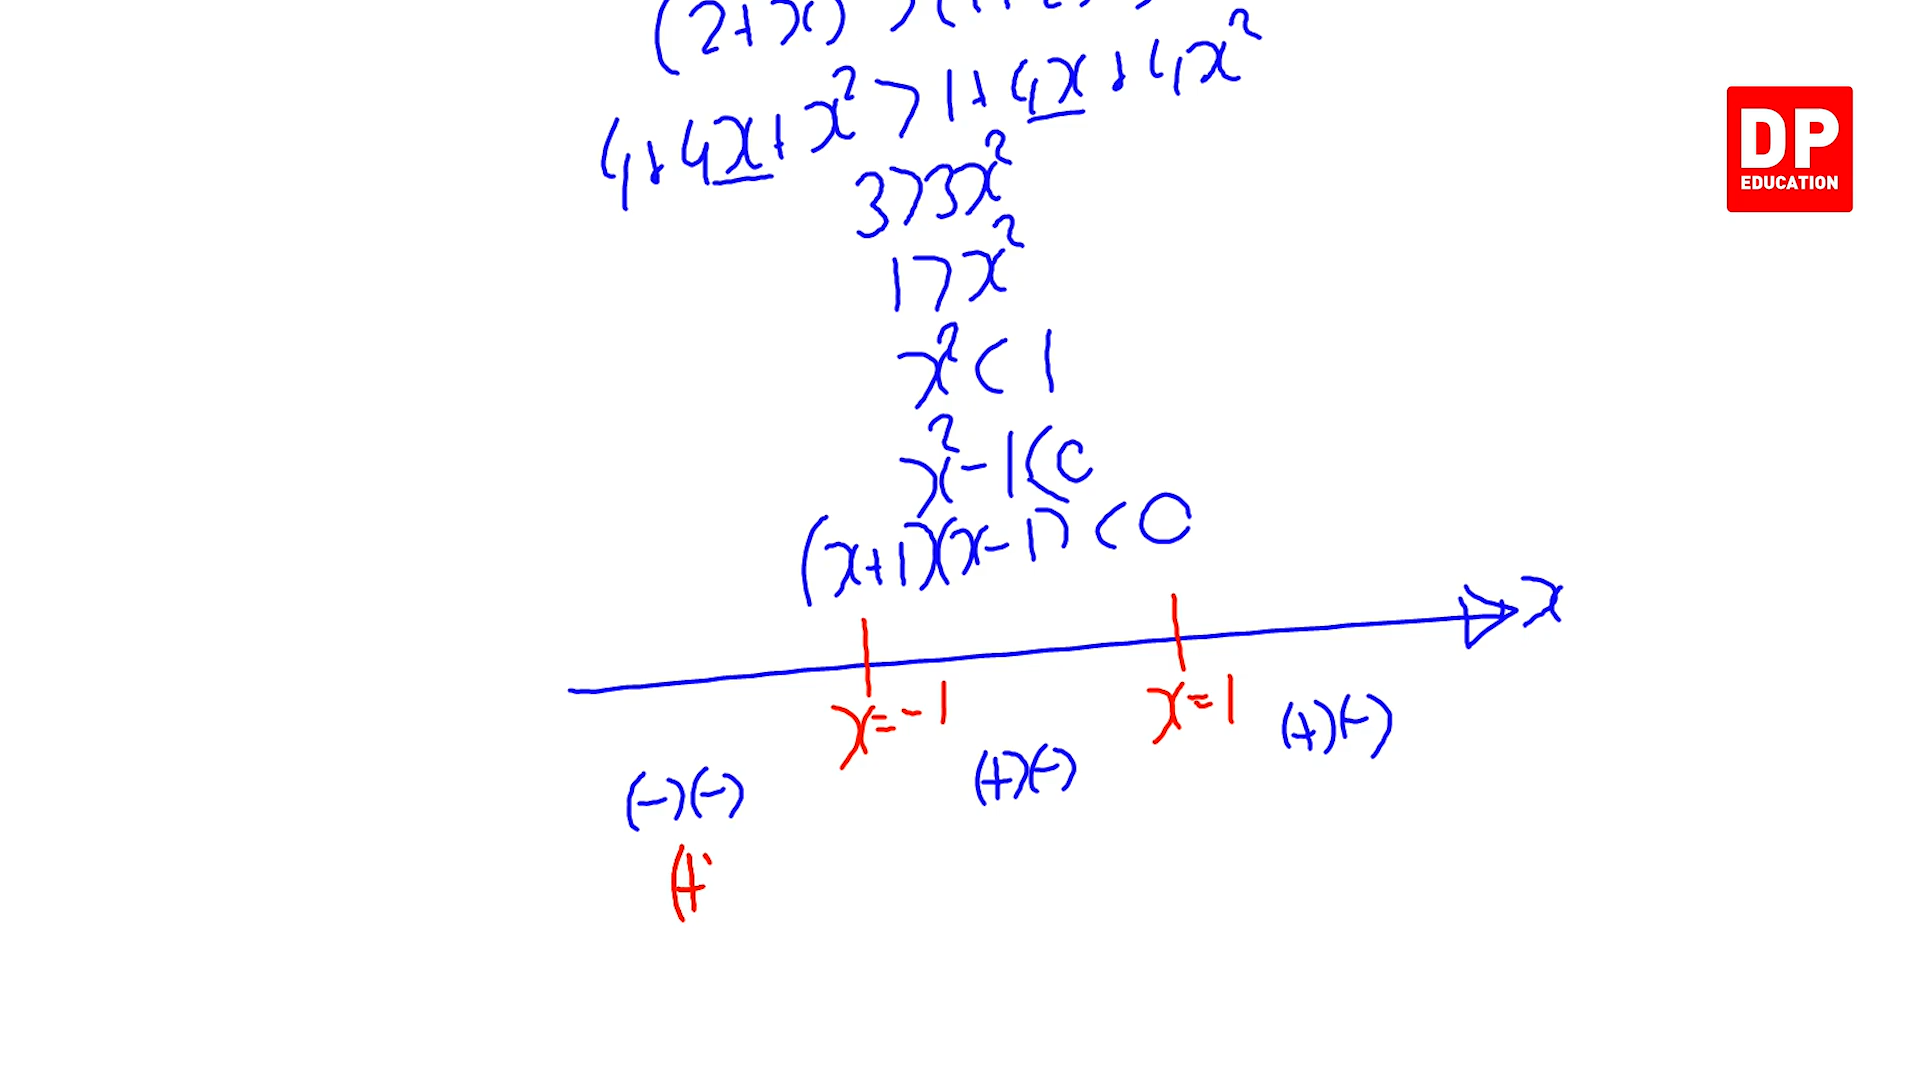 (2+x)
4+4x+x²>1+4x+4x²
3>3x²
1>x²
x²<1
x²-1<0
(x+1)(x-1)<0
x
x=-1
x=1
(-)(-)
(+)(-)
(+)(-)
(+
DP
EDUCATION